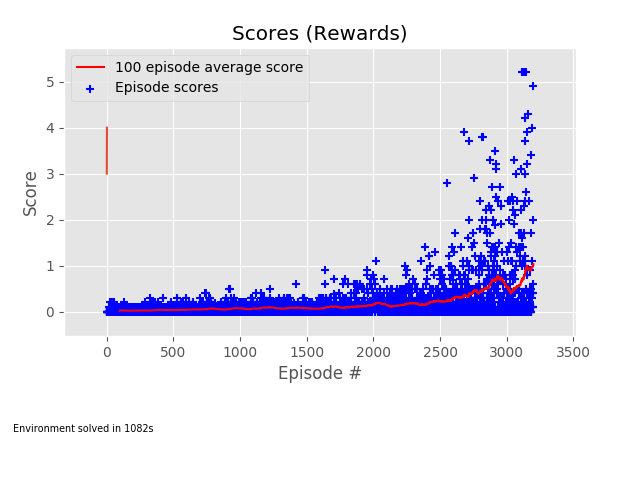 Scores (Rewards)
100 episode average score
Episode scores
5
4
3
2
1
0
Score
0 500 1000 1500 2000 2500 3000 3500
Episode #
Environment solved in 1082s